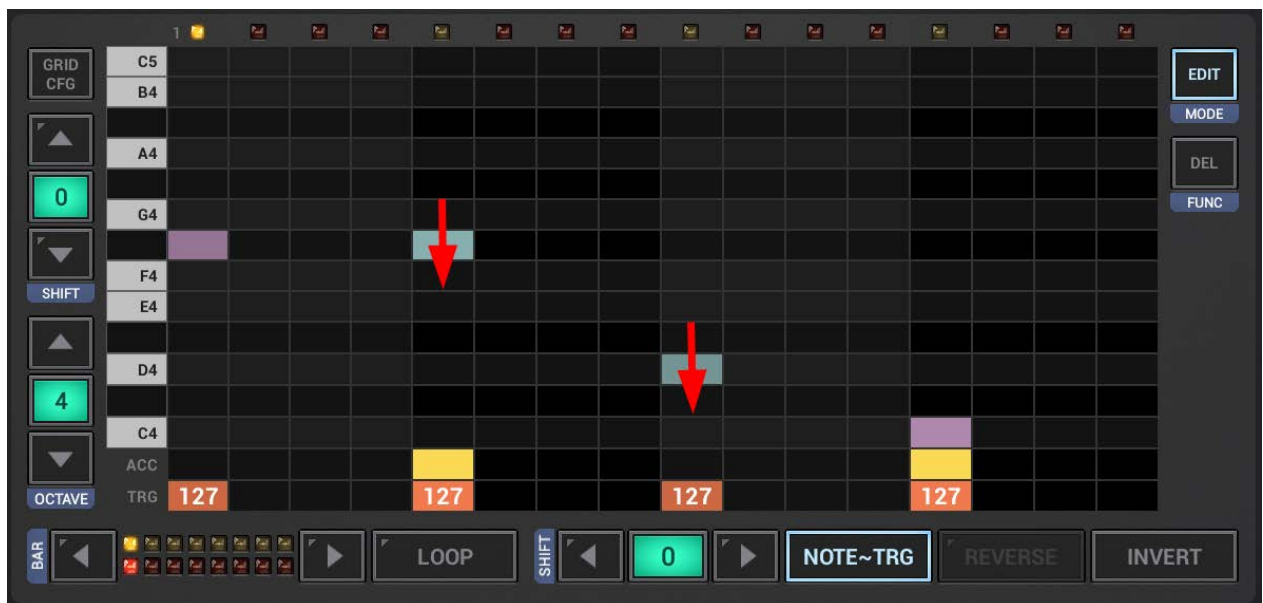 1
GRID
CFG
C5
B4
A4
G4
F4
E4
D4
C4
ACC
TRG 127 127 127 127
0
SHIFT
4
OCTAVE
EDIT
MODE
DEL
FUNC
BAR
LOOP
SHIFT
0
NOTE~TRG
REVERSE
INVERT